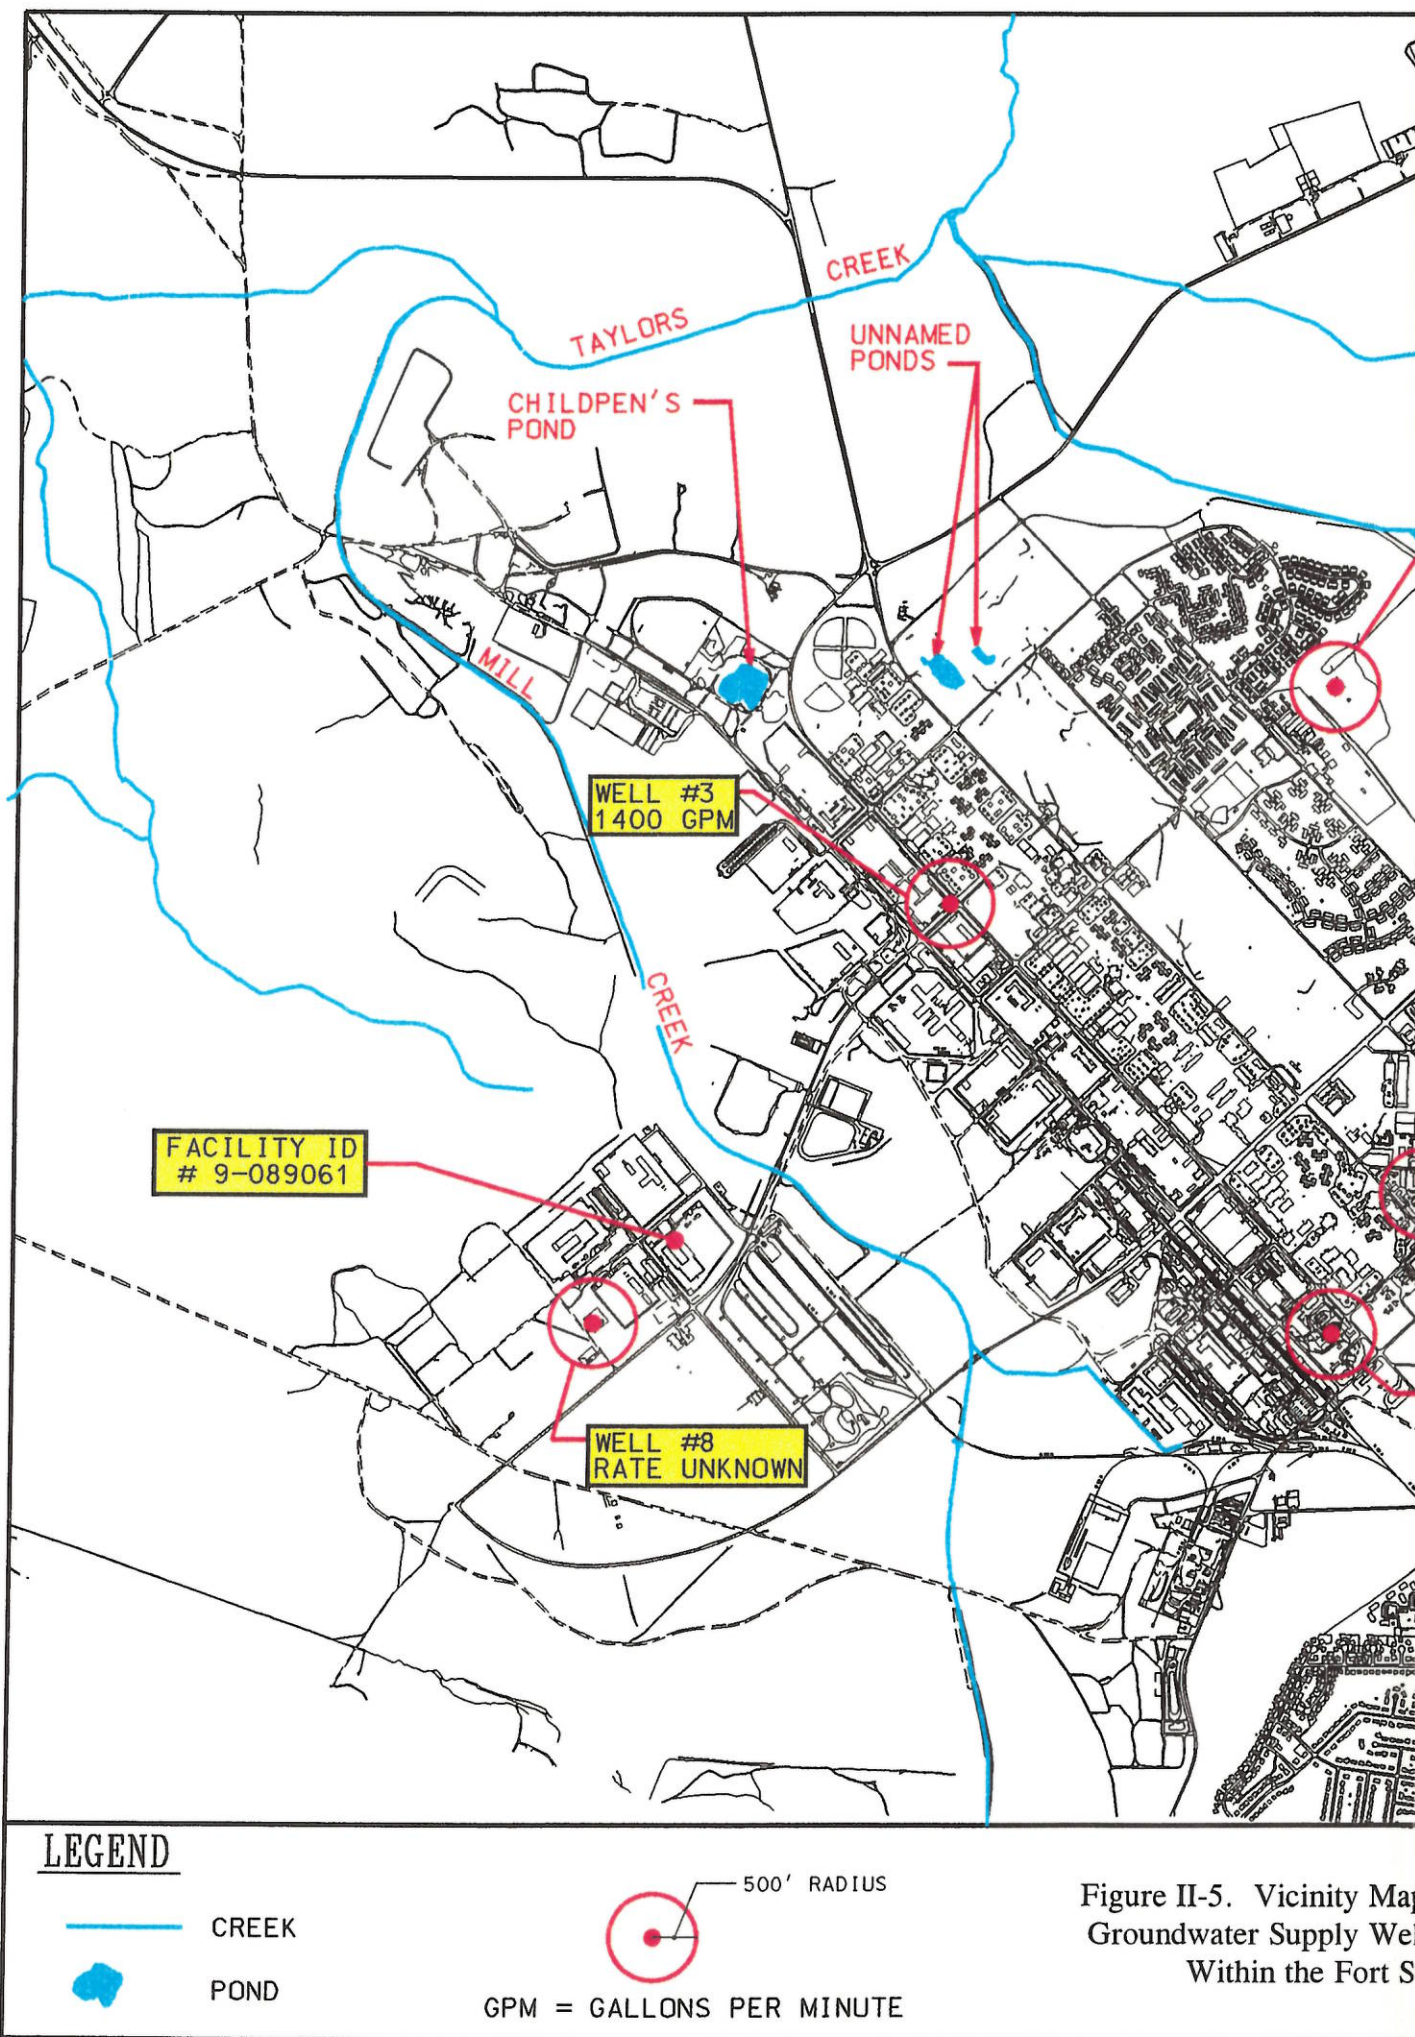 CREEK
TAYLORS
UNNAMED
PONDS
CHILDPEN'S
POND
MILL
WELL #3
1400 GPM
CREEK
FACILITY ID
# 9-089061
WELL #8
RATE UNKNOWN
LEGEND
CREEK
POND
500' RADIUS
GPM = GALLONS PER MINUTE
Figure II-5. Vicinity Map
Groundwater Supply Wel
Within the Fort S